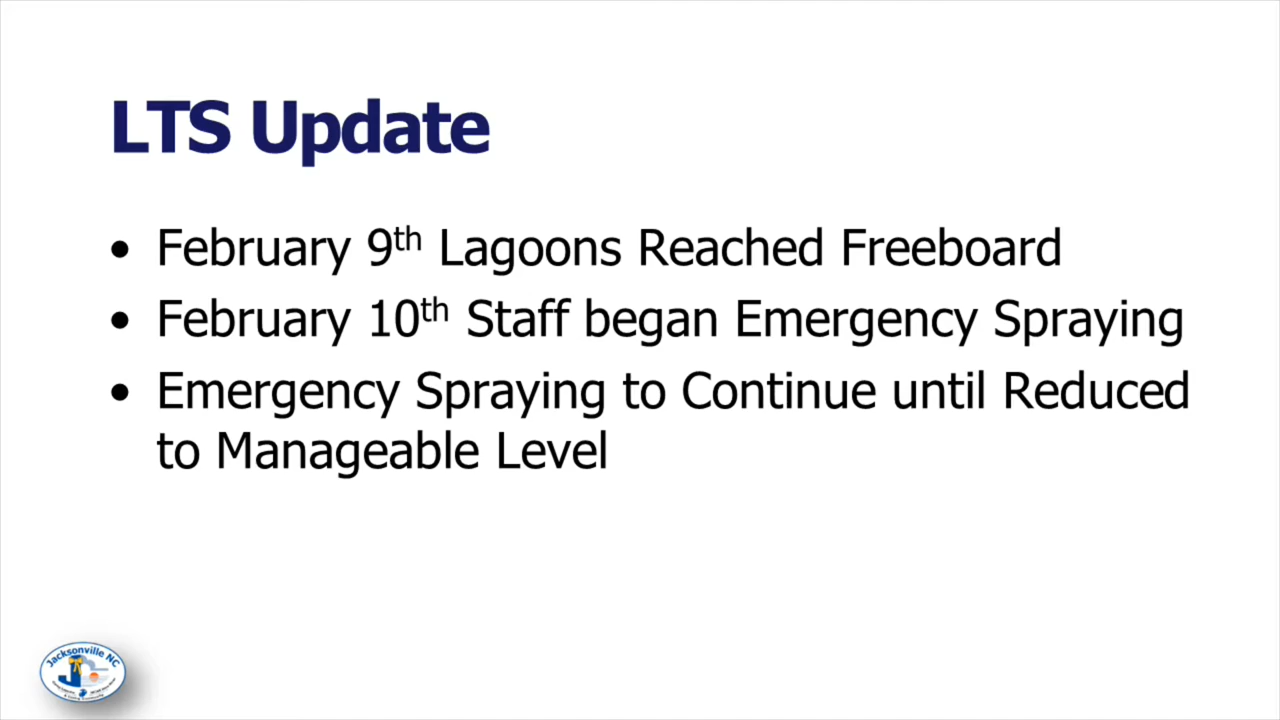 LTS Update
• February 9th Lagoons Reached Freeboard
• February 10th Staff began Emergency Spraying
• Emergency Spraying to Continue until Reduced
to Manageable Level
Jacksonville NC